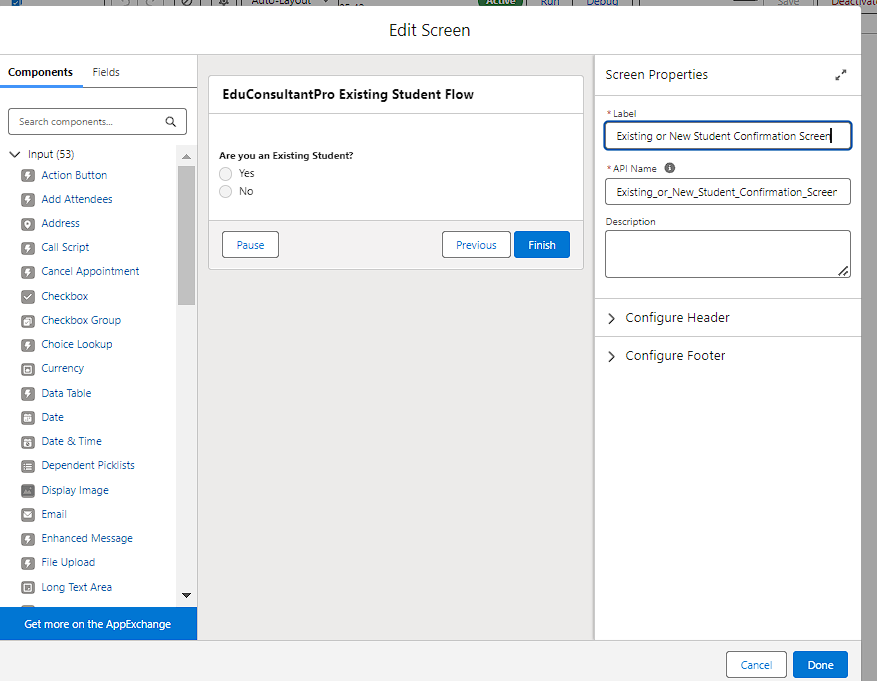 Auto-Layout
Active
Run
Debug
Save
Edit Screen
Components
Fields
Search components...
Input (53)
Action Button
Add Attendees
Address
Call Script
Cancel Appointment
Checkbox
Checkbox Group
Choice Lookup
Currency
Data Table
Date
Date & Time
Dependent Picklists
Display Image
Email
Enhanced Message
File Upload
Long Text Area
Get more on the AppExchange
EduConsultantPro Existing Student Flow
Are you an Existing Student?
Yes
No
Pause
Previous
Finish
Screen Properties
* Label
Existing or New Student Confirmation Screen
* API Name
Existing_or_New_Student_Confirmation_Screen
Description
Configure Header
Configure Footer
Cancel
Done